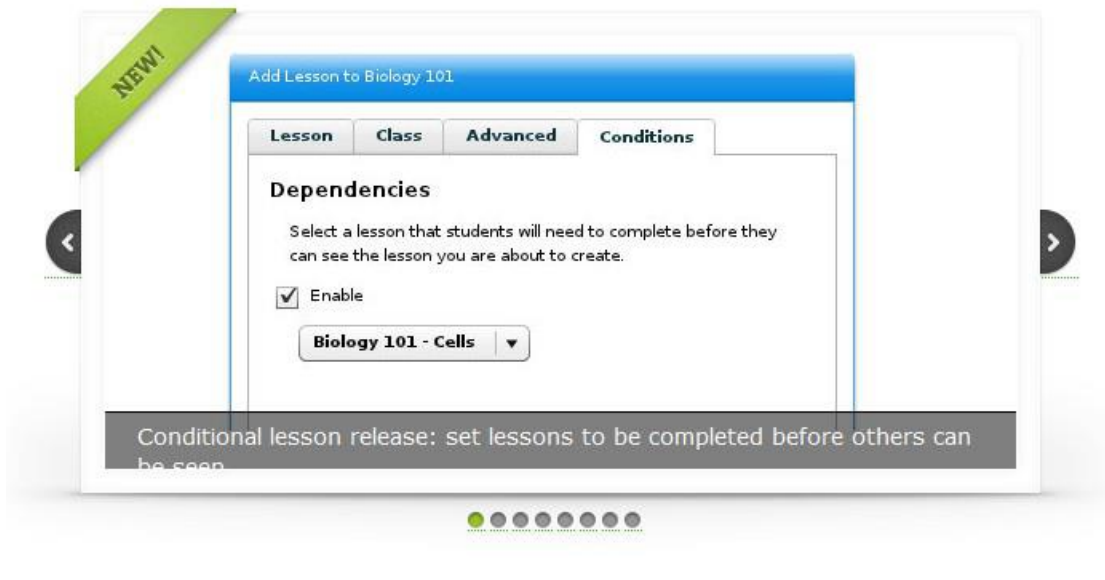 NEW!
Add Lesson to Biology 101
Lesson Class Advanced Conditions
Dependencies
Select a lesson that students will need to complete before they
can see the lesson you are about to create.
Enable
Biology 101 - Cells
Conditional lesson release: set lessons to be completed before others can
be seen